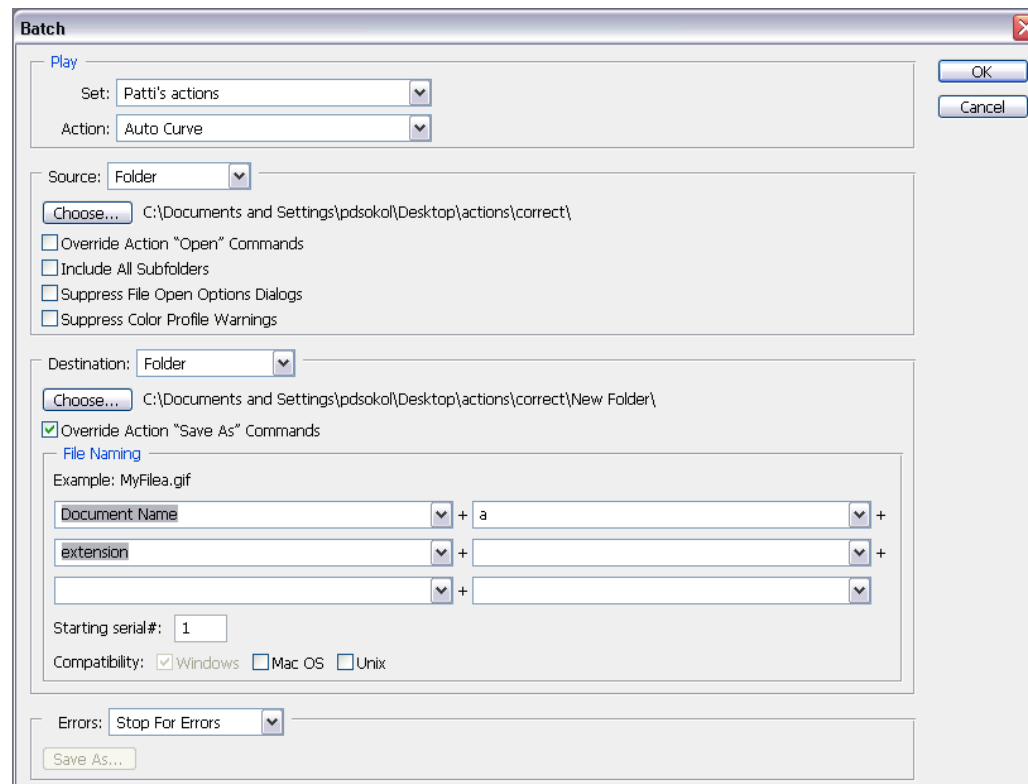 Batch
Play
OK
Set: Patti's actions
Cancel
Action: Auto Curve
Source: Folder
Choose... C:\Documents and Settings\pdsokol\Desktop\actions\correct\
Override Action "Open" Commands
Include All Subfolders
Suppress File Open Options Dialogs
Suppress Color Profile Warnings
Destination: Folder
Choose... C:\Documents and Settings\pdsokol\Desktop\actions\correct\New Folder\
Override Action "Save As" Commands
File Naming
Example: MyFilea.gif
Document Name + a +
extension + +
+
Starting serial#: 1
Compatibility: Windows Mac OS Unix
Errors: Stop For Errors
Save As...